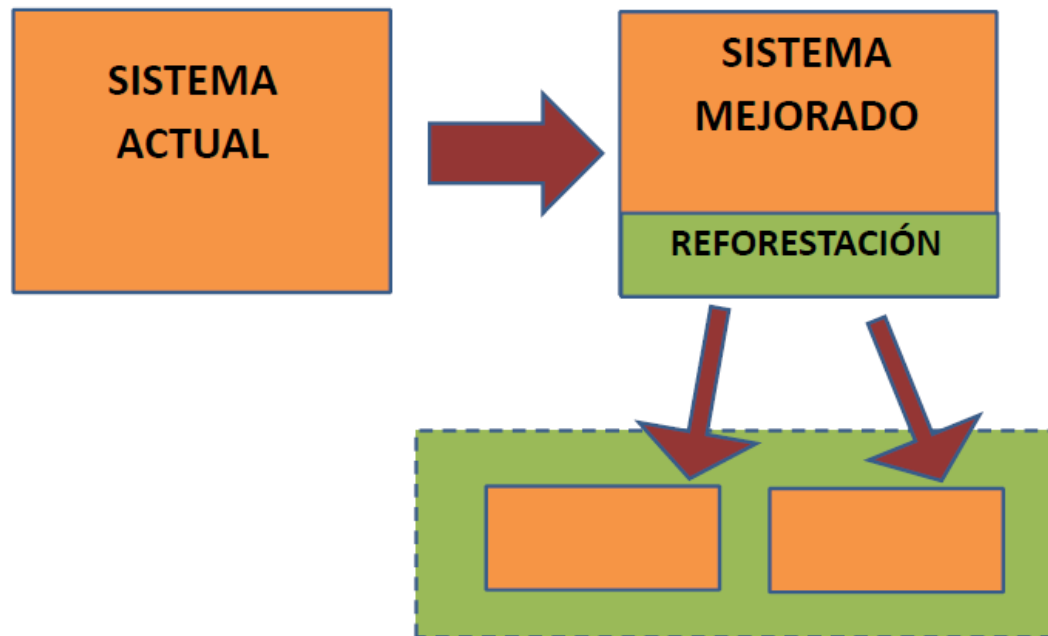 SISTEMA
ACTUAL
SISTEMA
MEJORADO
REFORESTACIÓN